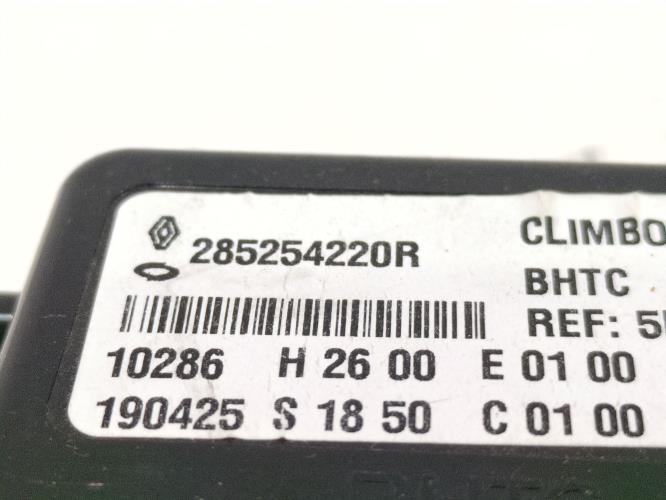 285254220R CLIMBO
BHTC
REF: 5
10286 H 26 00 E 01 00
190425 S 18 50 C 01 00